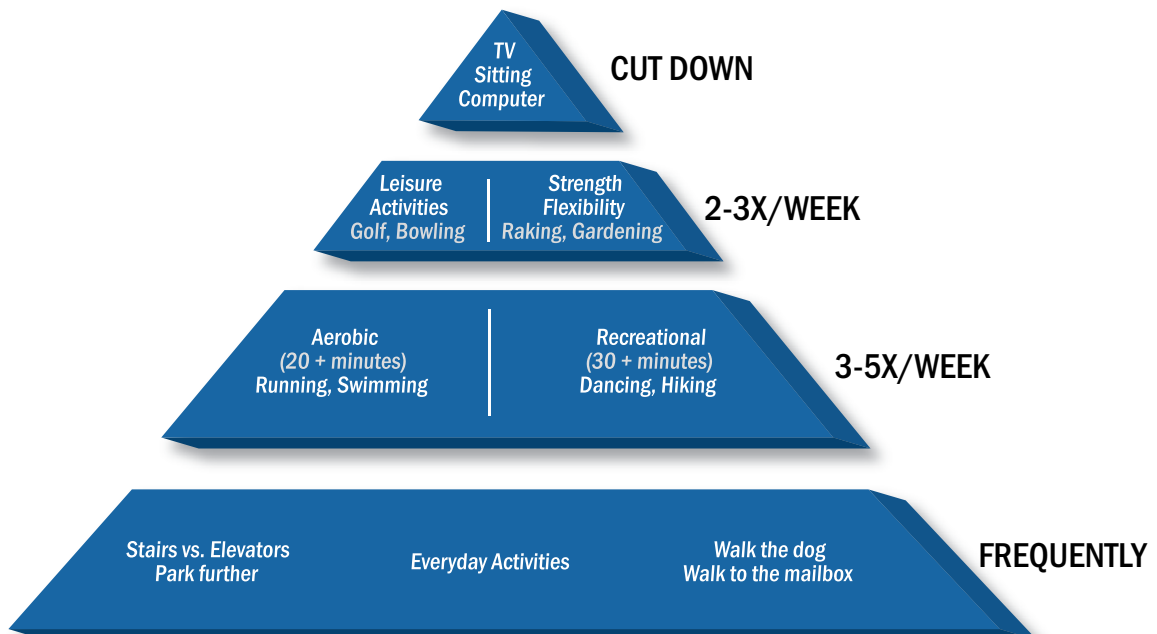 TV
Sitting
Computer
CUT DOWN
Leisure
Activities
Golf, Bowling
Strength
Flexibility
Raking, Gardening
2-3X/WEEK
Aerobic
(20 + minutes)
Running, Swimming
Recreational
(30 + minutes)
Dancing, Hiking
3-5X/WEEK
Stairs vs. Elevators
Park further
Everyday Activities
Walk the dog
Walk to the mailbox
FREQUENTLY